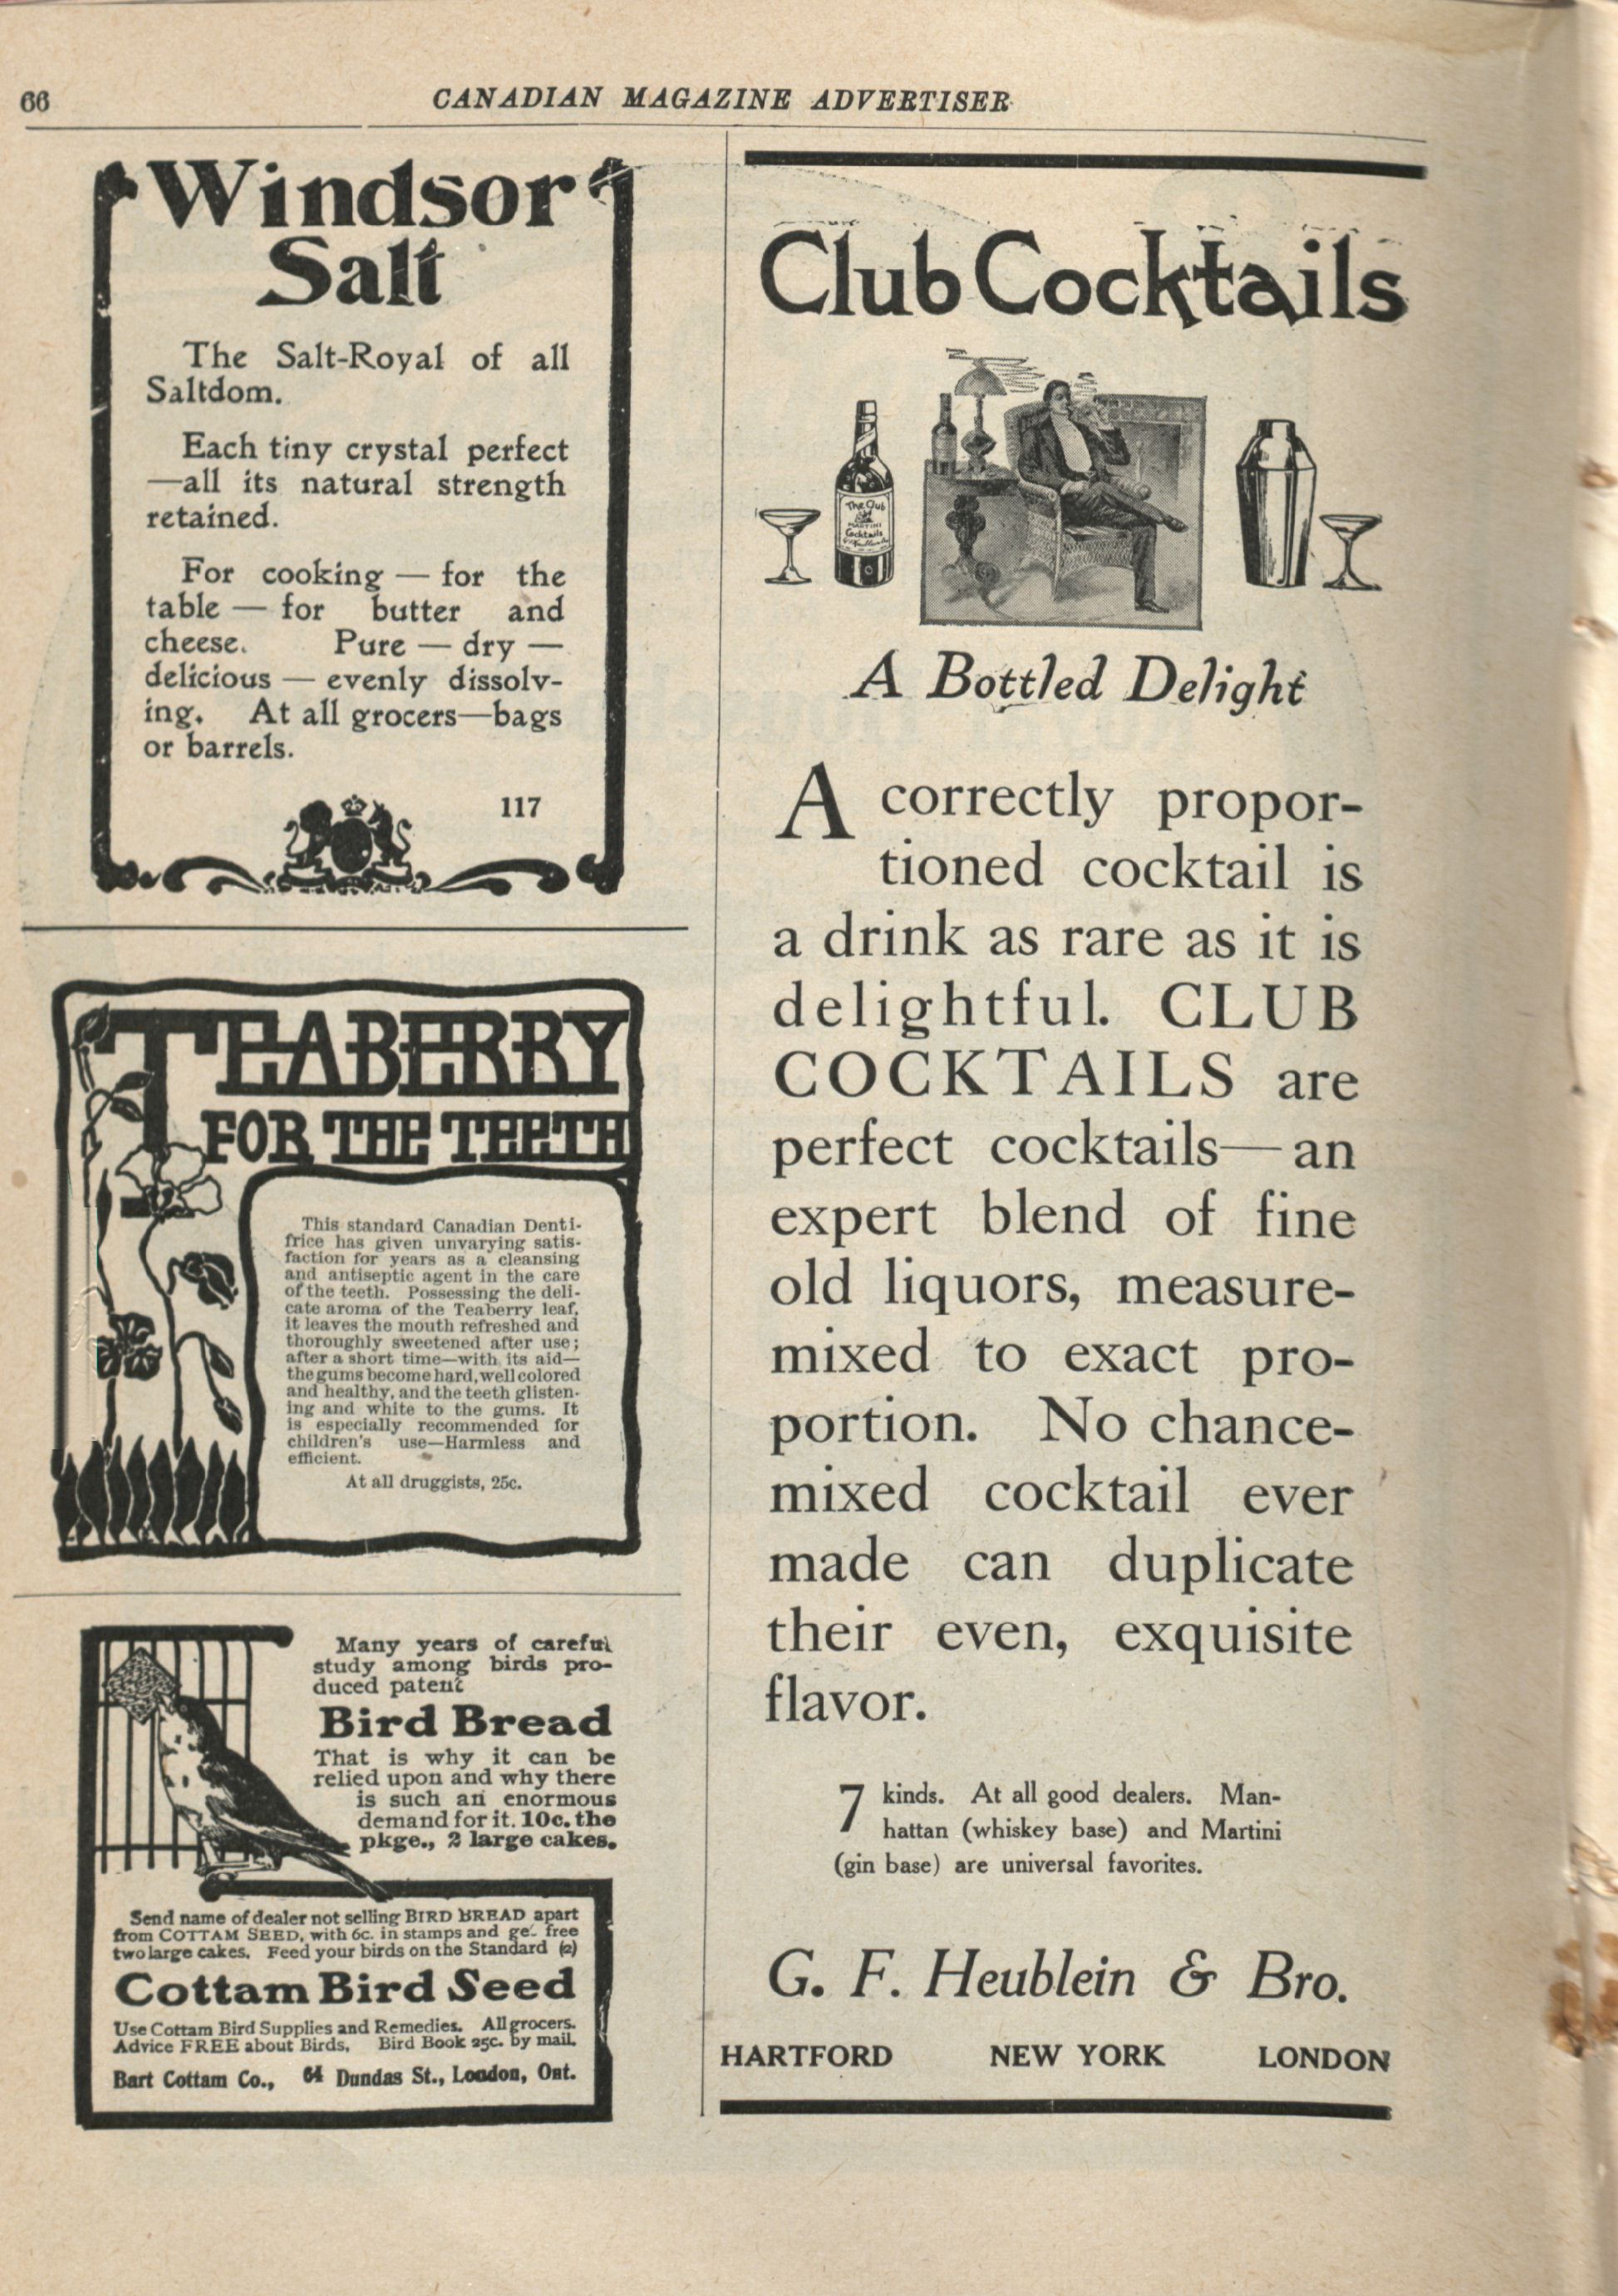 66
CANADIAN MAGAZINE ADVERTISER
Windsor
Salt
The Salt-Royal of all
Saltdom.
Each tiny crystal perfect
—all its natural strength
retained.
For cooking — for the
table — for butter and
cheese. Pure — dry —
delicious — evenly dissolv-
ing. At all grocers—bags
or barrels.
117
TEABERRY
FOR THE TEETH
This standard Canadian Denti-
frice has given unvarying satis-
faction for years as a cleansing
and antiseptic agent in the care
of the teeth. Possessing the deli-
cate aroma of the Teaberry leaf,
it leaves the mouth refreshed and
thoroughly sweetened after use;
after a short time—with its aid—
the gums become hard, well colored
and healthy, and the teeth glisten-
ing and white to the gums. It
is especially recommended for
children's use—Harmless and
efficient.
At all druggists, 25c.
Many years of careful
study among birds pro-
duced patent
Bird Bread
That is why it can be
relied upon and why there
is such an enormous
demand for it. 10c. the
pkge., 2 large cakes.
Send name of dealer not selling BIRD BREAD apart
from COTTAM SEED, with 6c. in stamps and get free
two large cakes. Feed your birds on the Standard (2)
Cottam Bird Seed
Use Cottam Bird Supplies and Remedies. All grocers.
Advice FREE about Birds. Bird Book 25c. by mail.
Bart Cottam Co., 64 Dundas St., London, Ont.
Club Cocktails
The Club
MARTINI
Cocktails
A Bottled Delight
A correctly propor-
tioned cocktail is
a drink as rare as it is
delightful. CLUB
COCKTAILS are
perfect cocktails—an
expert blend of fine
old liquors, measure-
mixed to exact pro-
portion. No chance-
mixed cocktail ever
made can duplicate
their even, exquisite
flavor.
7 kinds. At all good dealers. Man-
hattan (whiskey base) and Martini
(gin base) are universal favorites.
G. F. Heublein & Bro.
HARTFORD NEW YORK LONDON